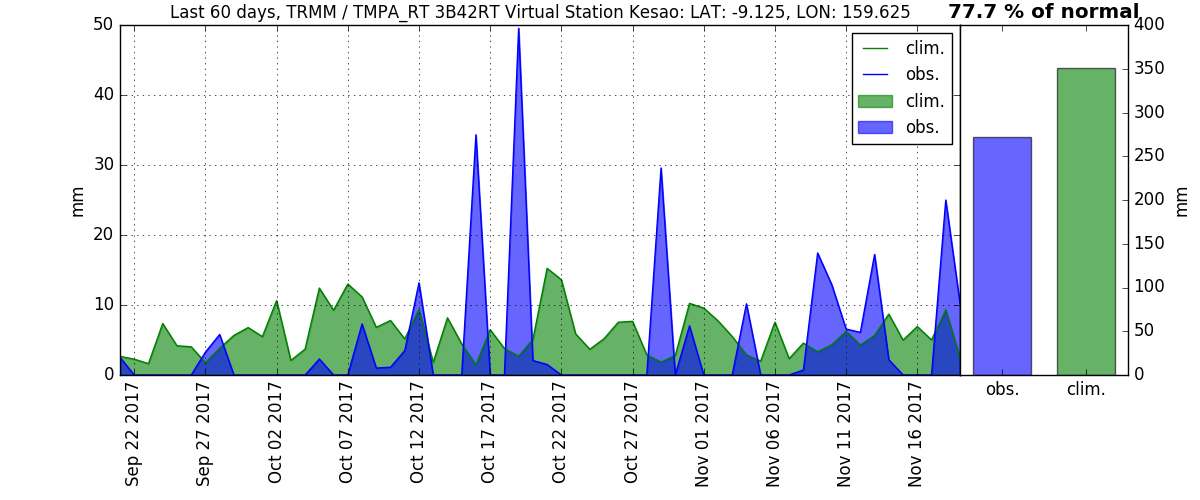 Last 60 days, TRMM / TMPA_RT 3B42RT Virtual Station Kesao: LAT: -9.125, LON: 159.625
77.7 % of normal
50
40
30
20
10
0
mm
clim.
obs.
clim.
obs.
400
350
300
250
200
150
100
50
0
mm
Sep 22 2017
Sep 27 2017
Oct 02 2017
Oct 07 2017
Oct 12 2017
Oct 17 2017
Oct 22 2017
Oct 27 2017
Nov 01 2017
Nov 06 2017
Nov 11 2017
Nov 16 2017
obs.
clim.